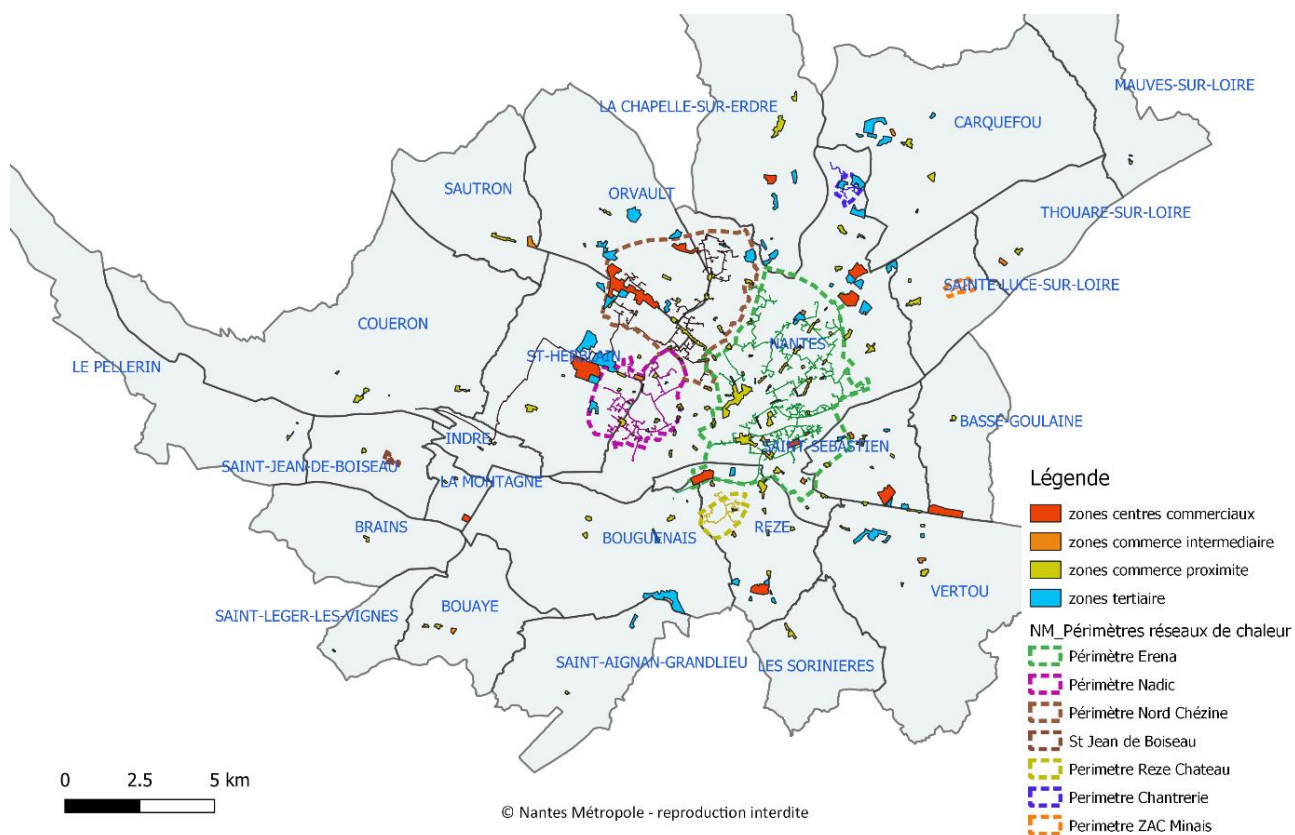 MAUVES-SUR-LOIRE
LA CHAPELLE-SUR-ERDRE
CARQUEFOU
SAUTRON
ORVAULT
THOUARE-SUR-LOIRE
SAINTE-LUCE-SUR-LOIRE
COUERON
NANTES
ST-HERBLAIN
LE PELLERIN
BASSE-GOULAINE
INDRE
SAINT-SEBASTIEN
SAINT-JEAN-DE-BOISEAU
LA MONTAGNE
BRAINS
BOUGUENAIS
REZE
VERTOU
SAINT-LEGER-LES-VIGNES
BOUAYE
SAINT-AIGNAN-GRANDLIEU
LES SORINIERES
Légende
zones centres commerciaux
zones commerce intermediaire
zones commerce proximite
zones tertiaire
NM_Périmètres réseaux de chaleur
Périmètre Erena
Périmètre Nadic
Périmètre Nord Chézine
St Jean de Boiseau
Perimetre Reze Chateau
Perimetre Chantrerie
Perimetre ZAC Minais
0 2.5 5 km
© Nantes Métropole - reproduction interdite